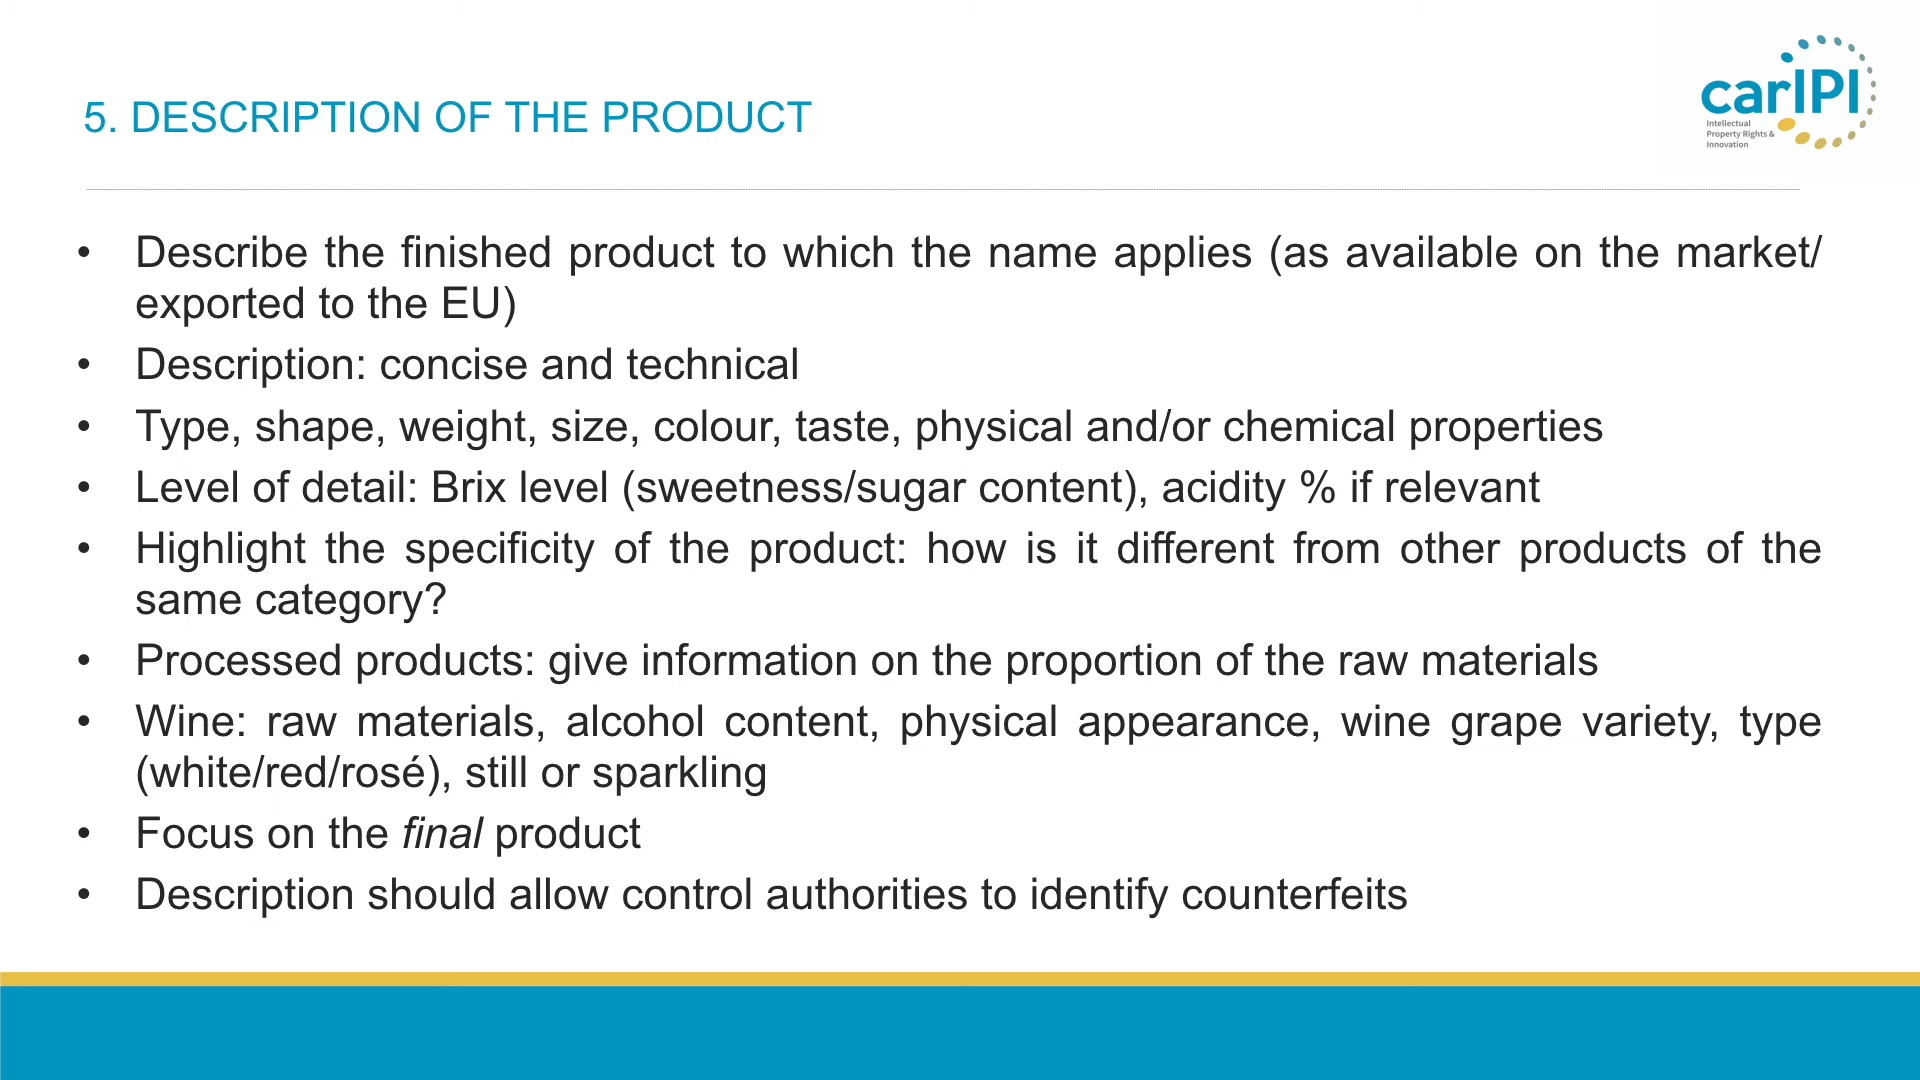 5. DESCRIPTION OF THE PRODUCT
carIPI
Intellectual
Property Rights &
Innovation
• Describe the finished product to which the name applies (as available on the market/
exported to the EU)
• Description: concise and technical
• Type, shape, weight, size, colour, taste, physical and/or chemical properties
• Level of detail: Brix level (sweetness/sugar content), acidity % if relevant
• Highlight the specificity of the product: how is it different from other products of the
same category?
• Processed products: give information on the proportion of the raw materials
• Wine: raw materials, alcohol content, physical appearance, wine grape variety, type
(white/red/rosé), still or sparkling
• Focus on the final product
• Description should allow control authorities to identify counterfeits